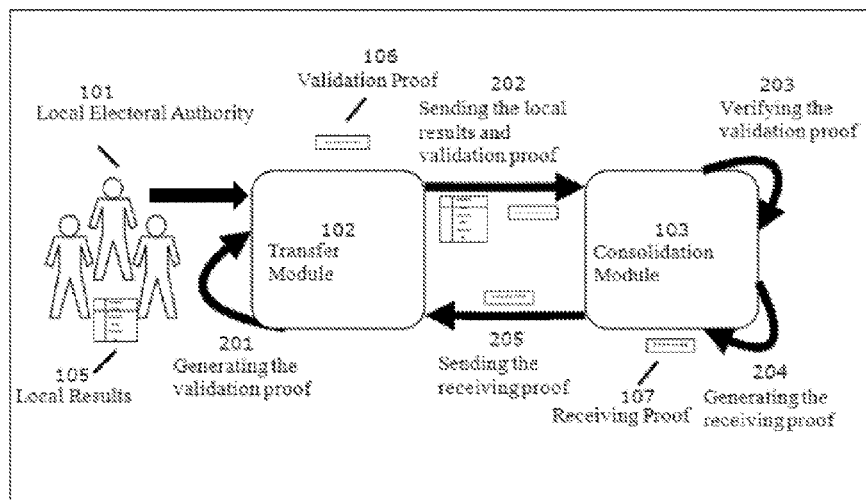 106
Validation Proof
101
Local Electoral Authority
202
Sending the local
results and
validation proof
203
Verifying the
validation proof
102
Transfer
Module
103
Consolidation
Module
201
Generating the
validation proof
205
Sending the
receiving proof
204
Generating the
receiving proof
105
Local Results
107
Receiving Proof